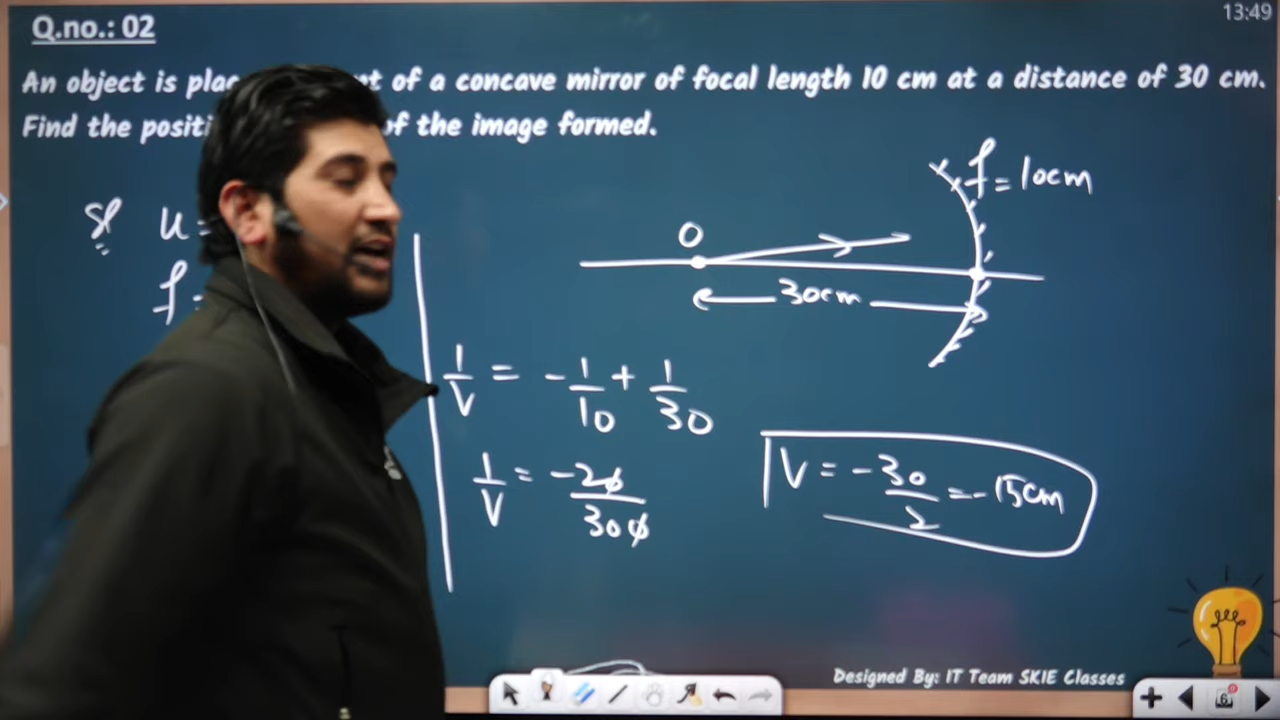 13:49
Q.no.: 02
An object is plac t of a concave mirror of focal length 10 cm at a distance of 30 cm.
Find the positi of the image formed.
f = 10cm
u =
f =
O
30cm
1/V = -1/10 + 1/30
1/V = -20/300
V = -30/2 = -15cm
Designed By: IT Team SKIE Classes